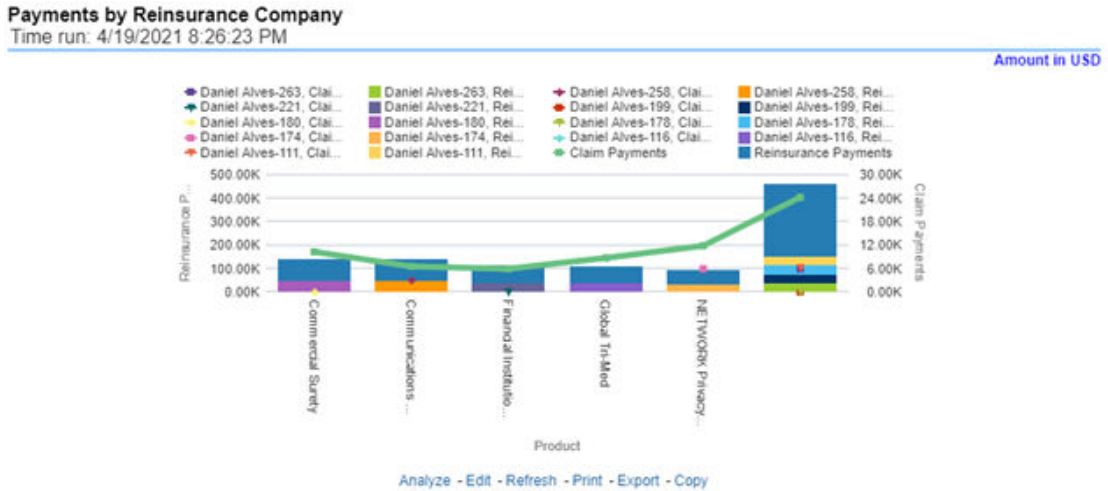 Payments by Reinsurance Company
Time run: 4/19/2021 8:26:23 PM
Amount in USD
Daniel Alves-263, Clai... Daniel Alves-263, Rei... Daniel Alves-258, Clai... Daniel Alves-258, Rei...
Daniel Alves-221, Clai... Daniel Alves-221, Rei... Daniel Alves-199, Clai... Daniel Alves-199, Rei...
Daniel Alves-180, Clai... Daniel Alves-180, Rei... Daniel Alves-178, Clai... Daniel Alves-178, Rei...
Daniel Alves-174, Clai... Daniel Alves-174, Rei... Daniel Alves-116, Clai... Daniel Alves-116, Rei...
Daniel Alves-111, Clai... Daniel Alves-111, Rei... Claim Payments Reinsurance Payments
Reinsurance P...
500.00K
400.00K
300.00K
200.00K
100.00K
0.00K
30.00K
24.00K
18.00K
12.00K
6.00K
0.00K
Claim Payments
Commercial Surety
Communications ...
Financial Institutio...
Global Tri-Med
NETWORK Privacy...
Product
Analyze - Edit - Refresh - Print - Export - Copy